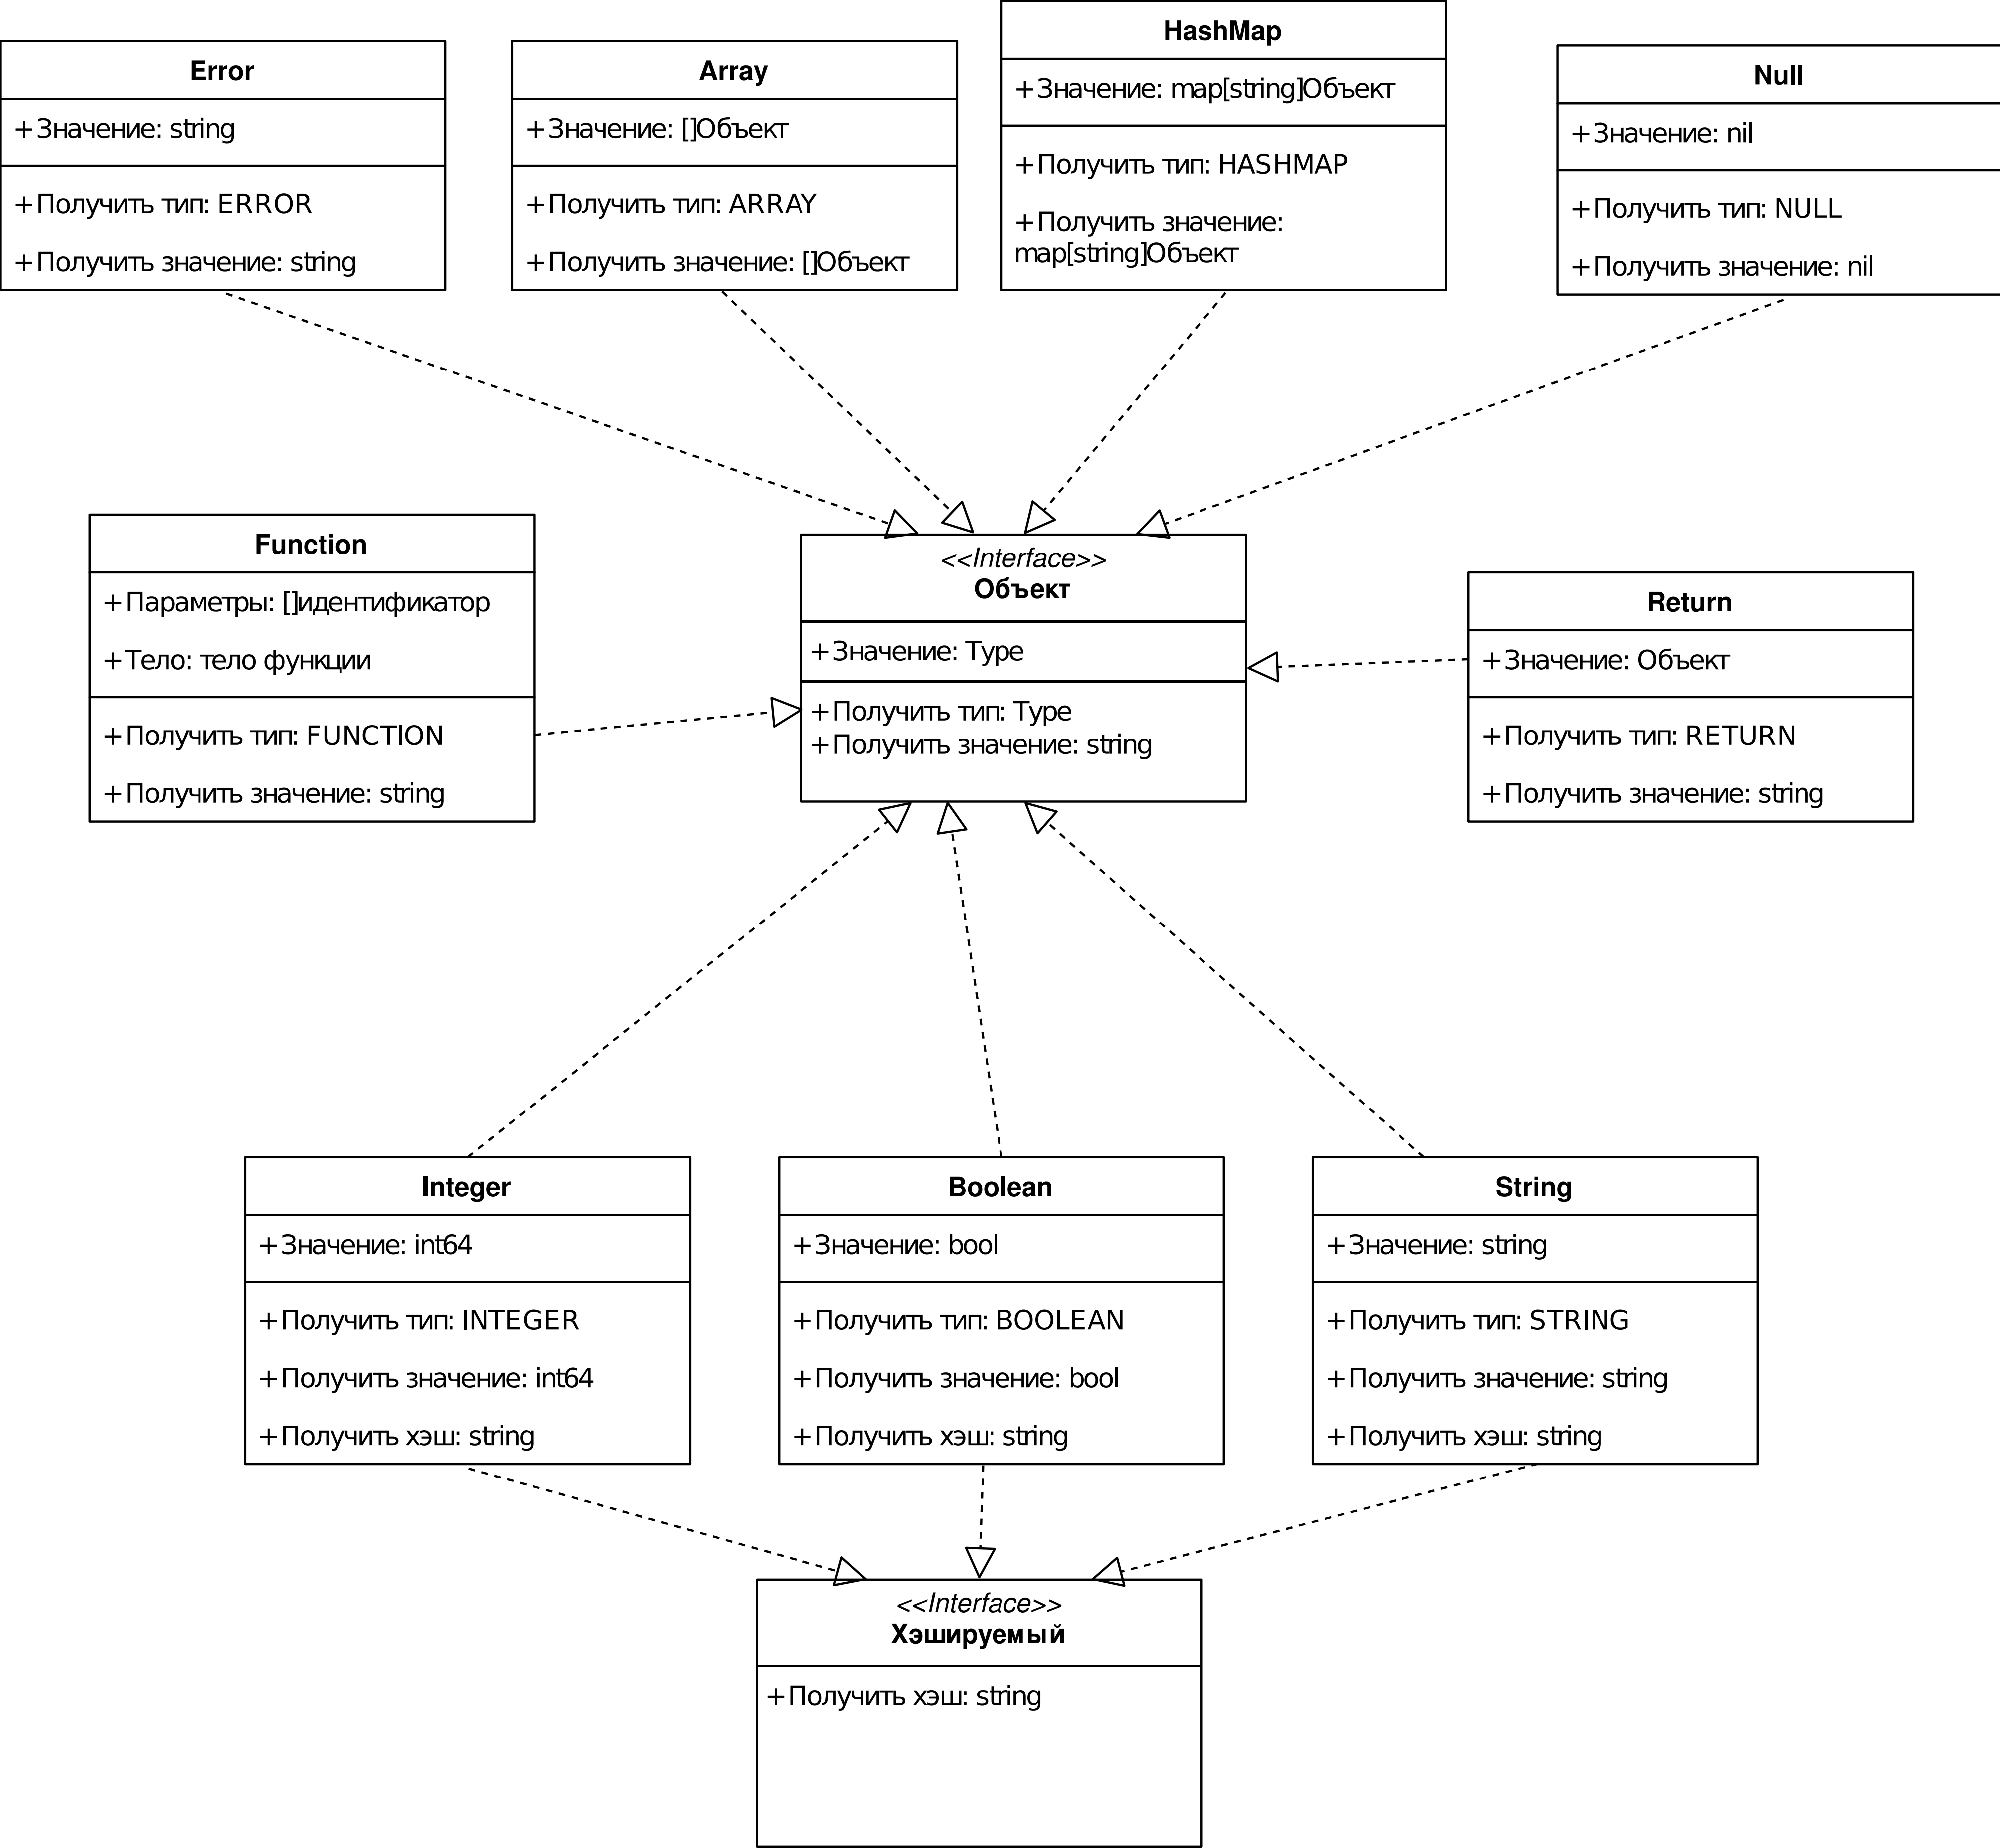 Error
+Значение: string
+Получить тип: ERROR
+Получить значение: string
Array
+Значение: []Объект
+Получить тип: ARRAY
+Получить значение: []Объект
HashMap
+Значение: map[string]Объект
+Получить тип: HASHMAP
+Получить значение:
map[string]Объект
Null
+Значение: nil
+Получить тип: NULL
+Получить значение: nil
Function
+Параметры: []идентификатор
+Тело: тело функции
+Получить тип: FUNCTION
+Получить значение: string
<<Interface>>
Объект
+Значение: Type
+Получить тип: Type
+Получить значение: string
Return
+Значение: Объект
+Получить тип: RETURN
+Получить значение: string
Integer
+Значение: int64
+Получить тип: INTEGER
+Получить значение: int64
+Получить хэш: string
Boolean
+Значение: bool
+Получить тип: BOOLEAN
+Получить значение: bool
+Получить хэш: string
String
+Значение: string
+Получить тип: STRING
+Получить значение: string
+Получить хэш: string
<<Interface>>
Хэшируемый
+Получить хэш: string